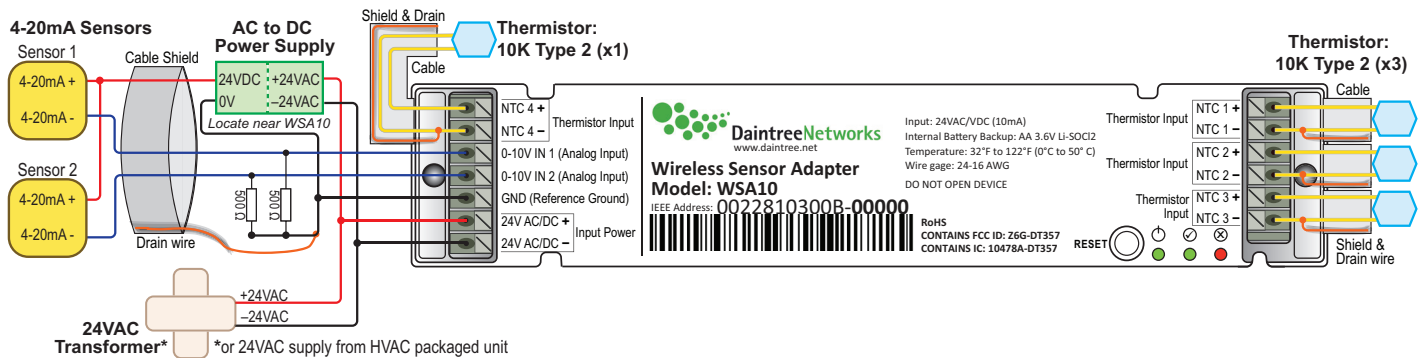 4-20mA Sensors
Sensor 1
4-20mA +
4-20mA -
Sensor 2
4-20mA +
4-20mA -
Cable Shield
Drain wire
AC to DC
Power Supply
24VDC
+24VAC
0V
–24VAC
Locate near WSA10
500 Ω
500 Ω
24VAC
Transformer*
+24VAC
–24VAC
*or 24VAC supply from HVAC packaged unit
Shield & Drain
Cable
Thermistor:
10K Type 2 (x1)
NTC 4 +
NTC 4 –
Thermistor Input
0-10V IN 1 (Analog Input)
0-10V IN 2 (Analog Input)
GND (Reference Ground)
24V AC/DC +
24V AC/DC –
Input Power
DaintreeNetworks
www.daintree.net
Wireless Sensor Adapter
Model: WSA10
IEEE Address: 0022810300B-00000
Input: 24VAC/VDC (10mA)
Internal Battery Backup: AA 3.6V Li-SOCl2
Temperature: 32°F to 122°F (0°C to 50° C)
Wire gage: 24-16 AWG
DO NOT OPEN DEVICE
RoHS
CONTAINS FCC ID: Z6G-DT357
CONTAINS IC: 10478A-DT357
RESET
Thermistor:
10K Type 2 (x3)
Cable
Thermistor Input
NTC 1 +
NTC 1 –
Thermistor Input
NTC 2 +
NTC 2 –
Thermistor
Input
NTC 3 +
NTC 3 –
Shield &
Drain wire